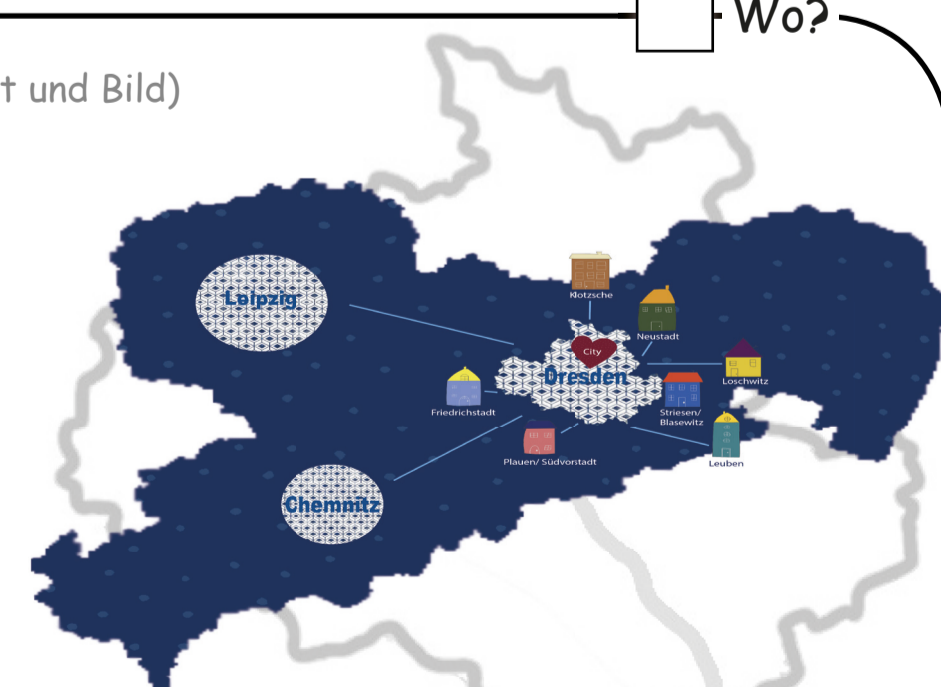 Wo?
t und Bild)
Klotzsche
Leipzig
Neustadt
City
Dresden
Loschwitz
Friedrichstadt
Striesen/
Blasewitz
Plauen/ Südvorstadt
Leuben
Chemnitz